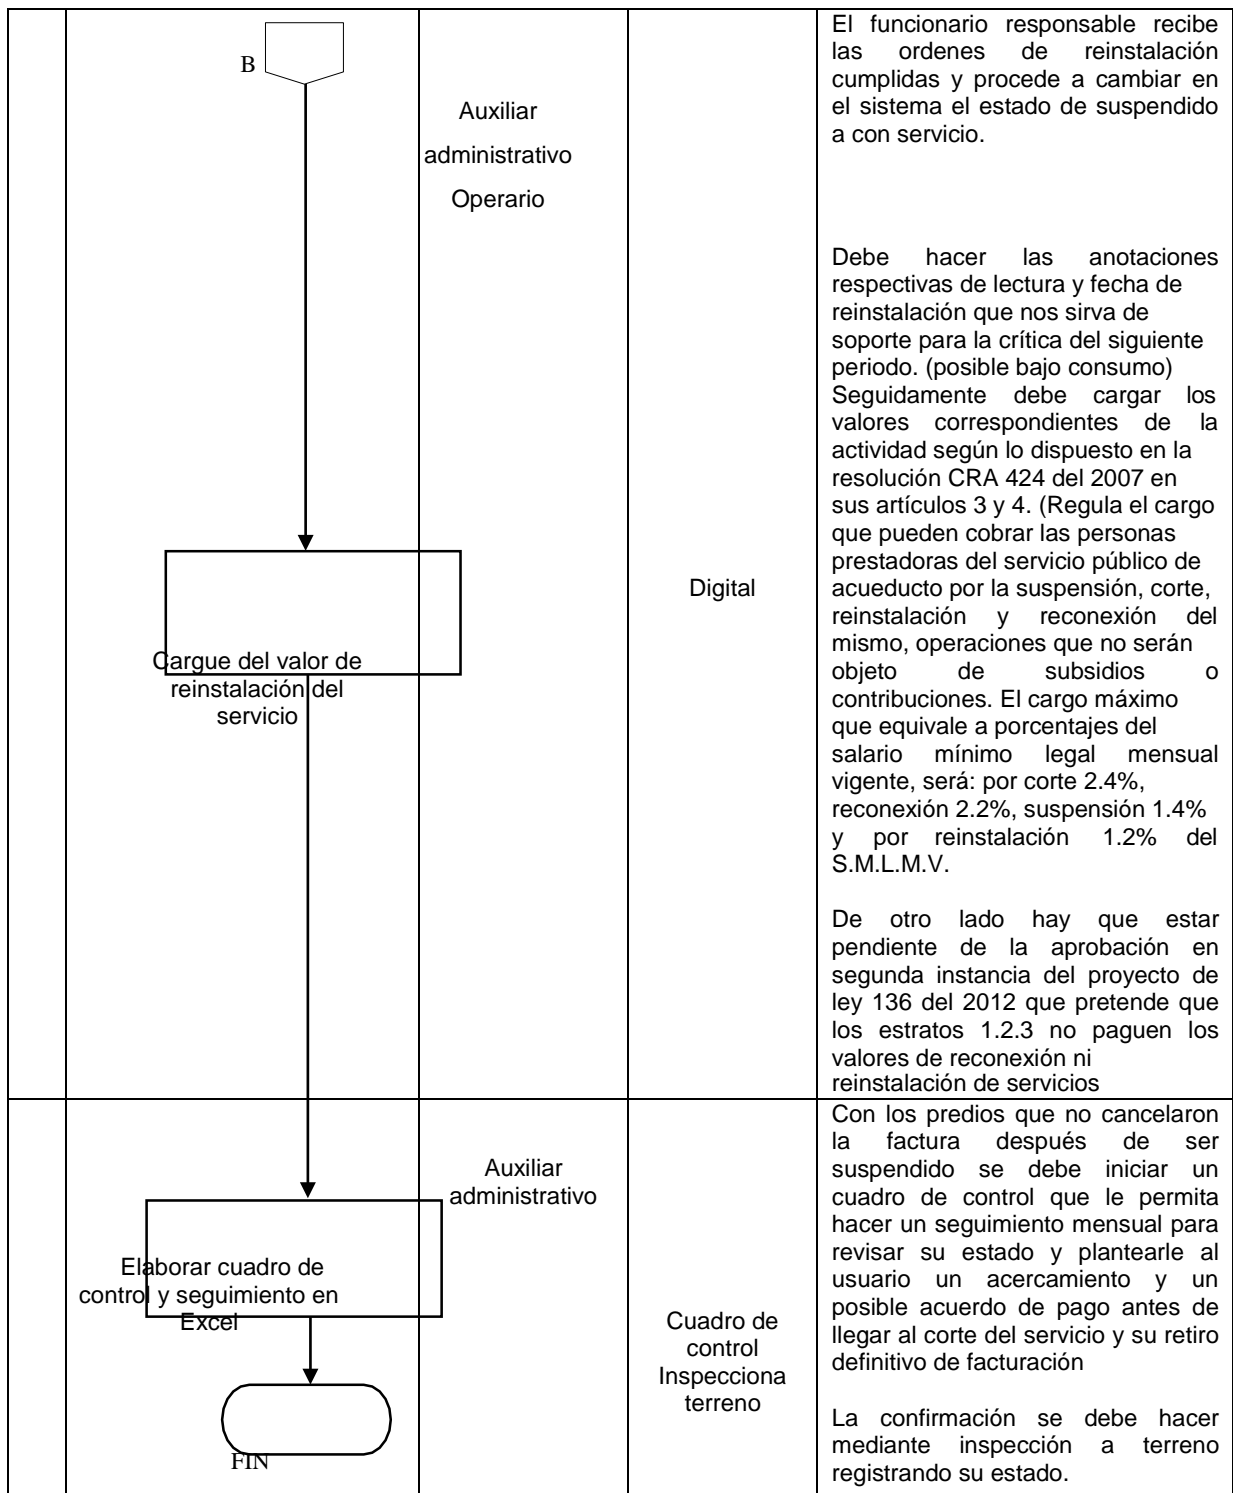 B
Auxiliar
administrativo
Operario
El funcionario responsable recibe
las ordenes de reinstalación
cumplidas y procede a cambiar en
el sistema el estado de suspendido
a con servicio.
Cargue del valor de
reinstalación del
servicio
Digital
Debe hacer las anotaciones
respectivas de lectura y fecha de
reinstalación que nos sirva de
soporte para la crítica del siguiente
periodo. (posible bajo consumo)
Seguidamente debe cargar los
valores correspondientes de la
actividad según lo dispuesto en la
resolución CRA 424 del 2007 en
sus artículos 3 y 4. (Regula el cargo
que pueden cobrar las personas
prestadoras del servicio público de
acueducto por la suspensión, corte,
reinstalación y reconexión del
mismo, operaciones que no serán
objeto de subsidios o
contribuciones. El cargo máximo
que equivale a porcentajes del
salario mínimo legal mensual
vigente, será: por corte 2.4%,
reconexión 2.2%, suspensión 1.4%
y por reinstalación 1.2% del
S.M.L.M.V.
De otro lado hay que estar
pendiente de la aprobación en
segunda instancia del proyecto de
ley 136 del 2012 que pretende que
los estratos 1.2.3 no paguen los
valores de reconexión ni
reinstalación de servicios
Elaborar cuadro de
control y seguimiento en
Excel
FIN
Auxiliar
administrativo
Cuadro de
control
Inspecciona
terreno
Con los predios que no cancelaron
la factura después de ser
suspendido se debe iniciar un
cuadro de control que le permita
hacer un seguimiento mensual para
revisar su estado y plantearle al
usuario un acercamiento y un
posible acuerdo de pago antes de
llegar al corte del servicio y su retiro
definitivo de facturación
La confirmación se debe hacer
mediante inspección a terreno
registrando su estado.